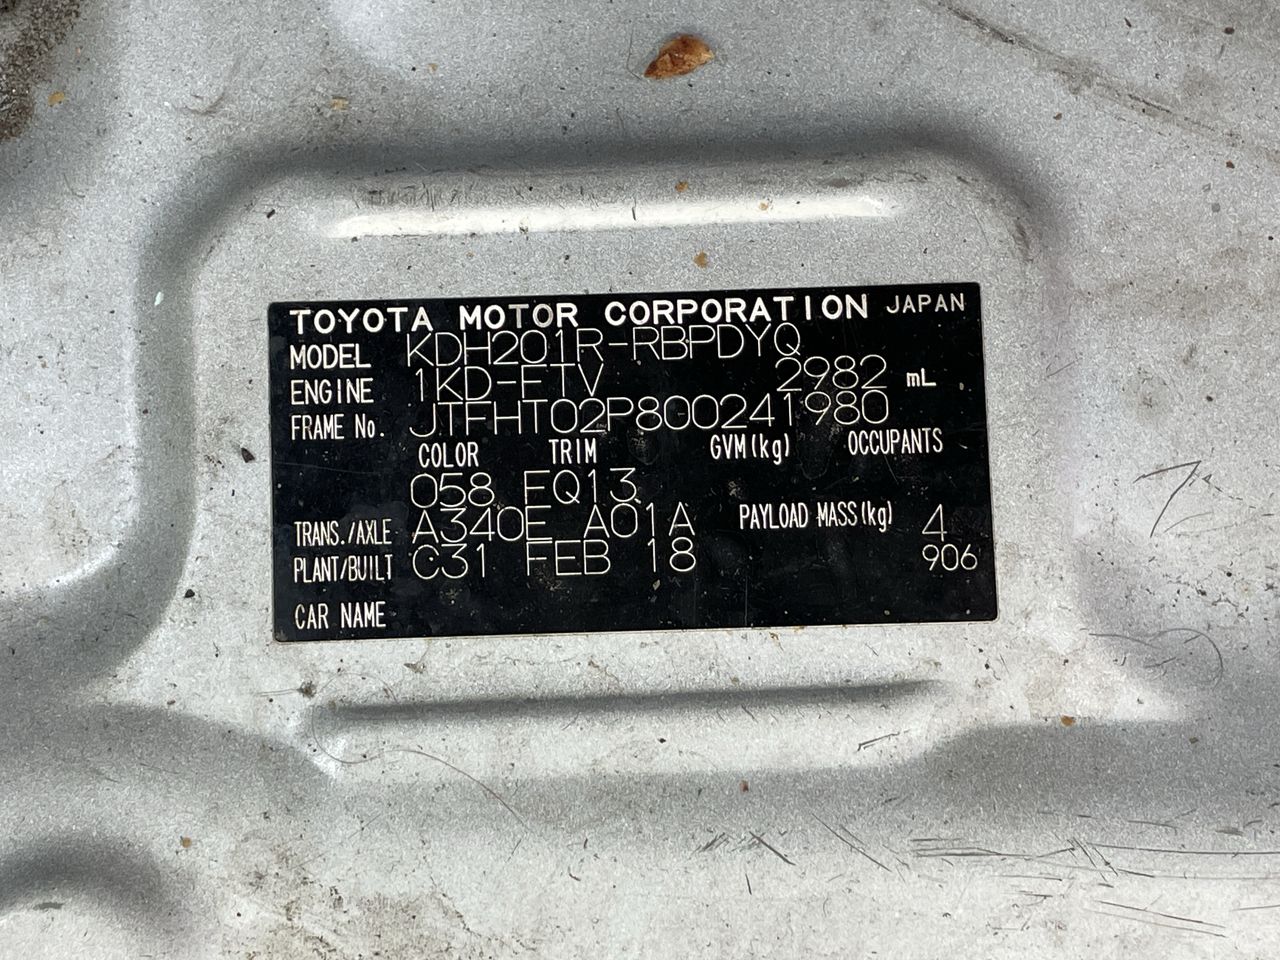 TOYOTA MOTOR CORPORATION JAPAN
MODEL KDH201R-RBPDYQ
ENGINE 1KD-FTV 2982 mL
FRAME No. JTFHT02P800241980
COLOR TRIM GVM(kg) OCCUPANTS
058 FQ13
TRANS./AXLE A340E A01A PAYLOAD MASS(kg) 4
PLANT/BUILT C31 FEB 18 906
CAR NAME